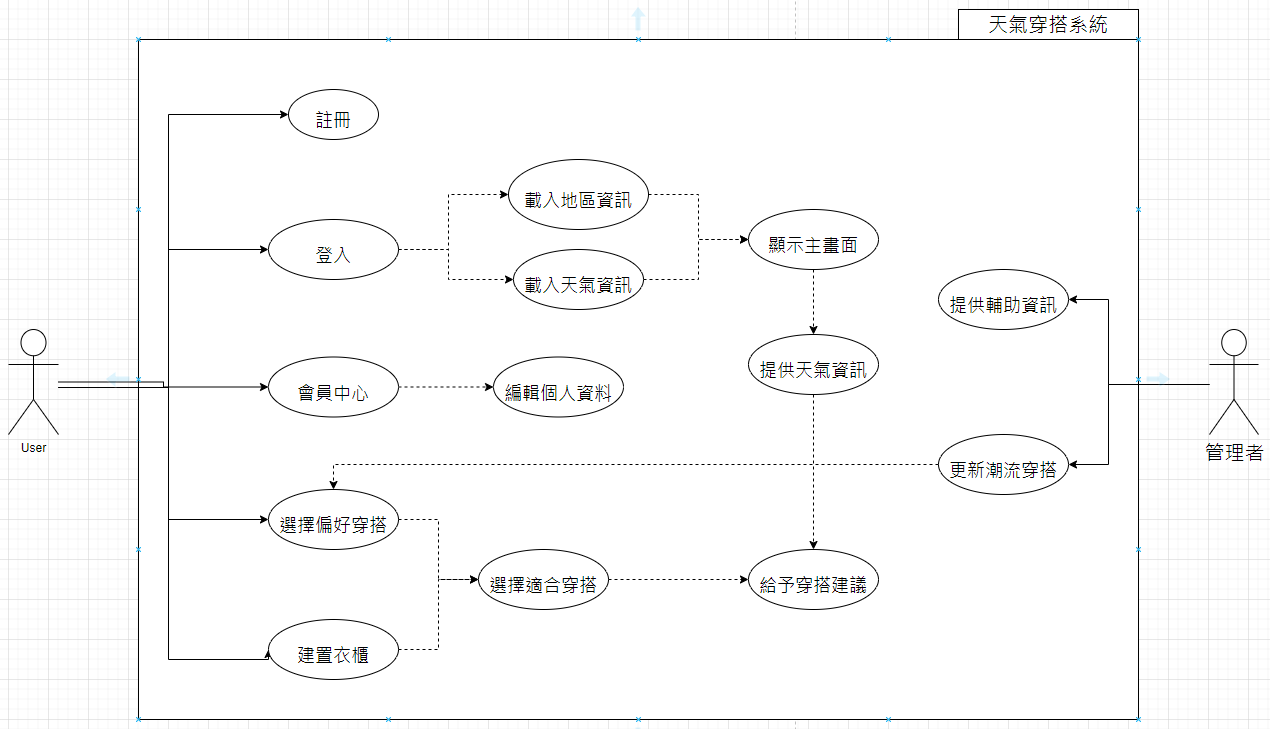 天氣穿搭系統
註冊
載入地區資訊
登入
顯示主畫面
載入天氣資訊
提供輔助資訊
提供天氣資訊
會員中心
編輯個人資料
User
管理者
更新潮流穿搭
選擇偏好穿搭
選擇適合穿搭
給予穿搭建議
建置衣櫃